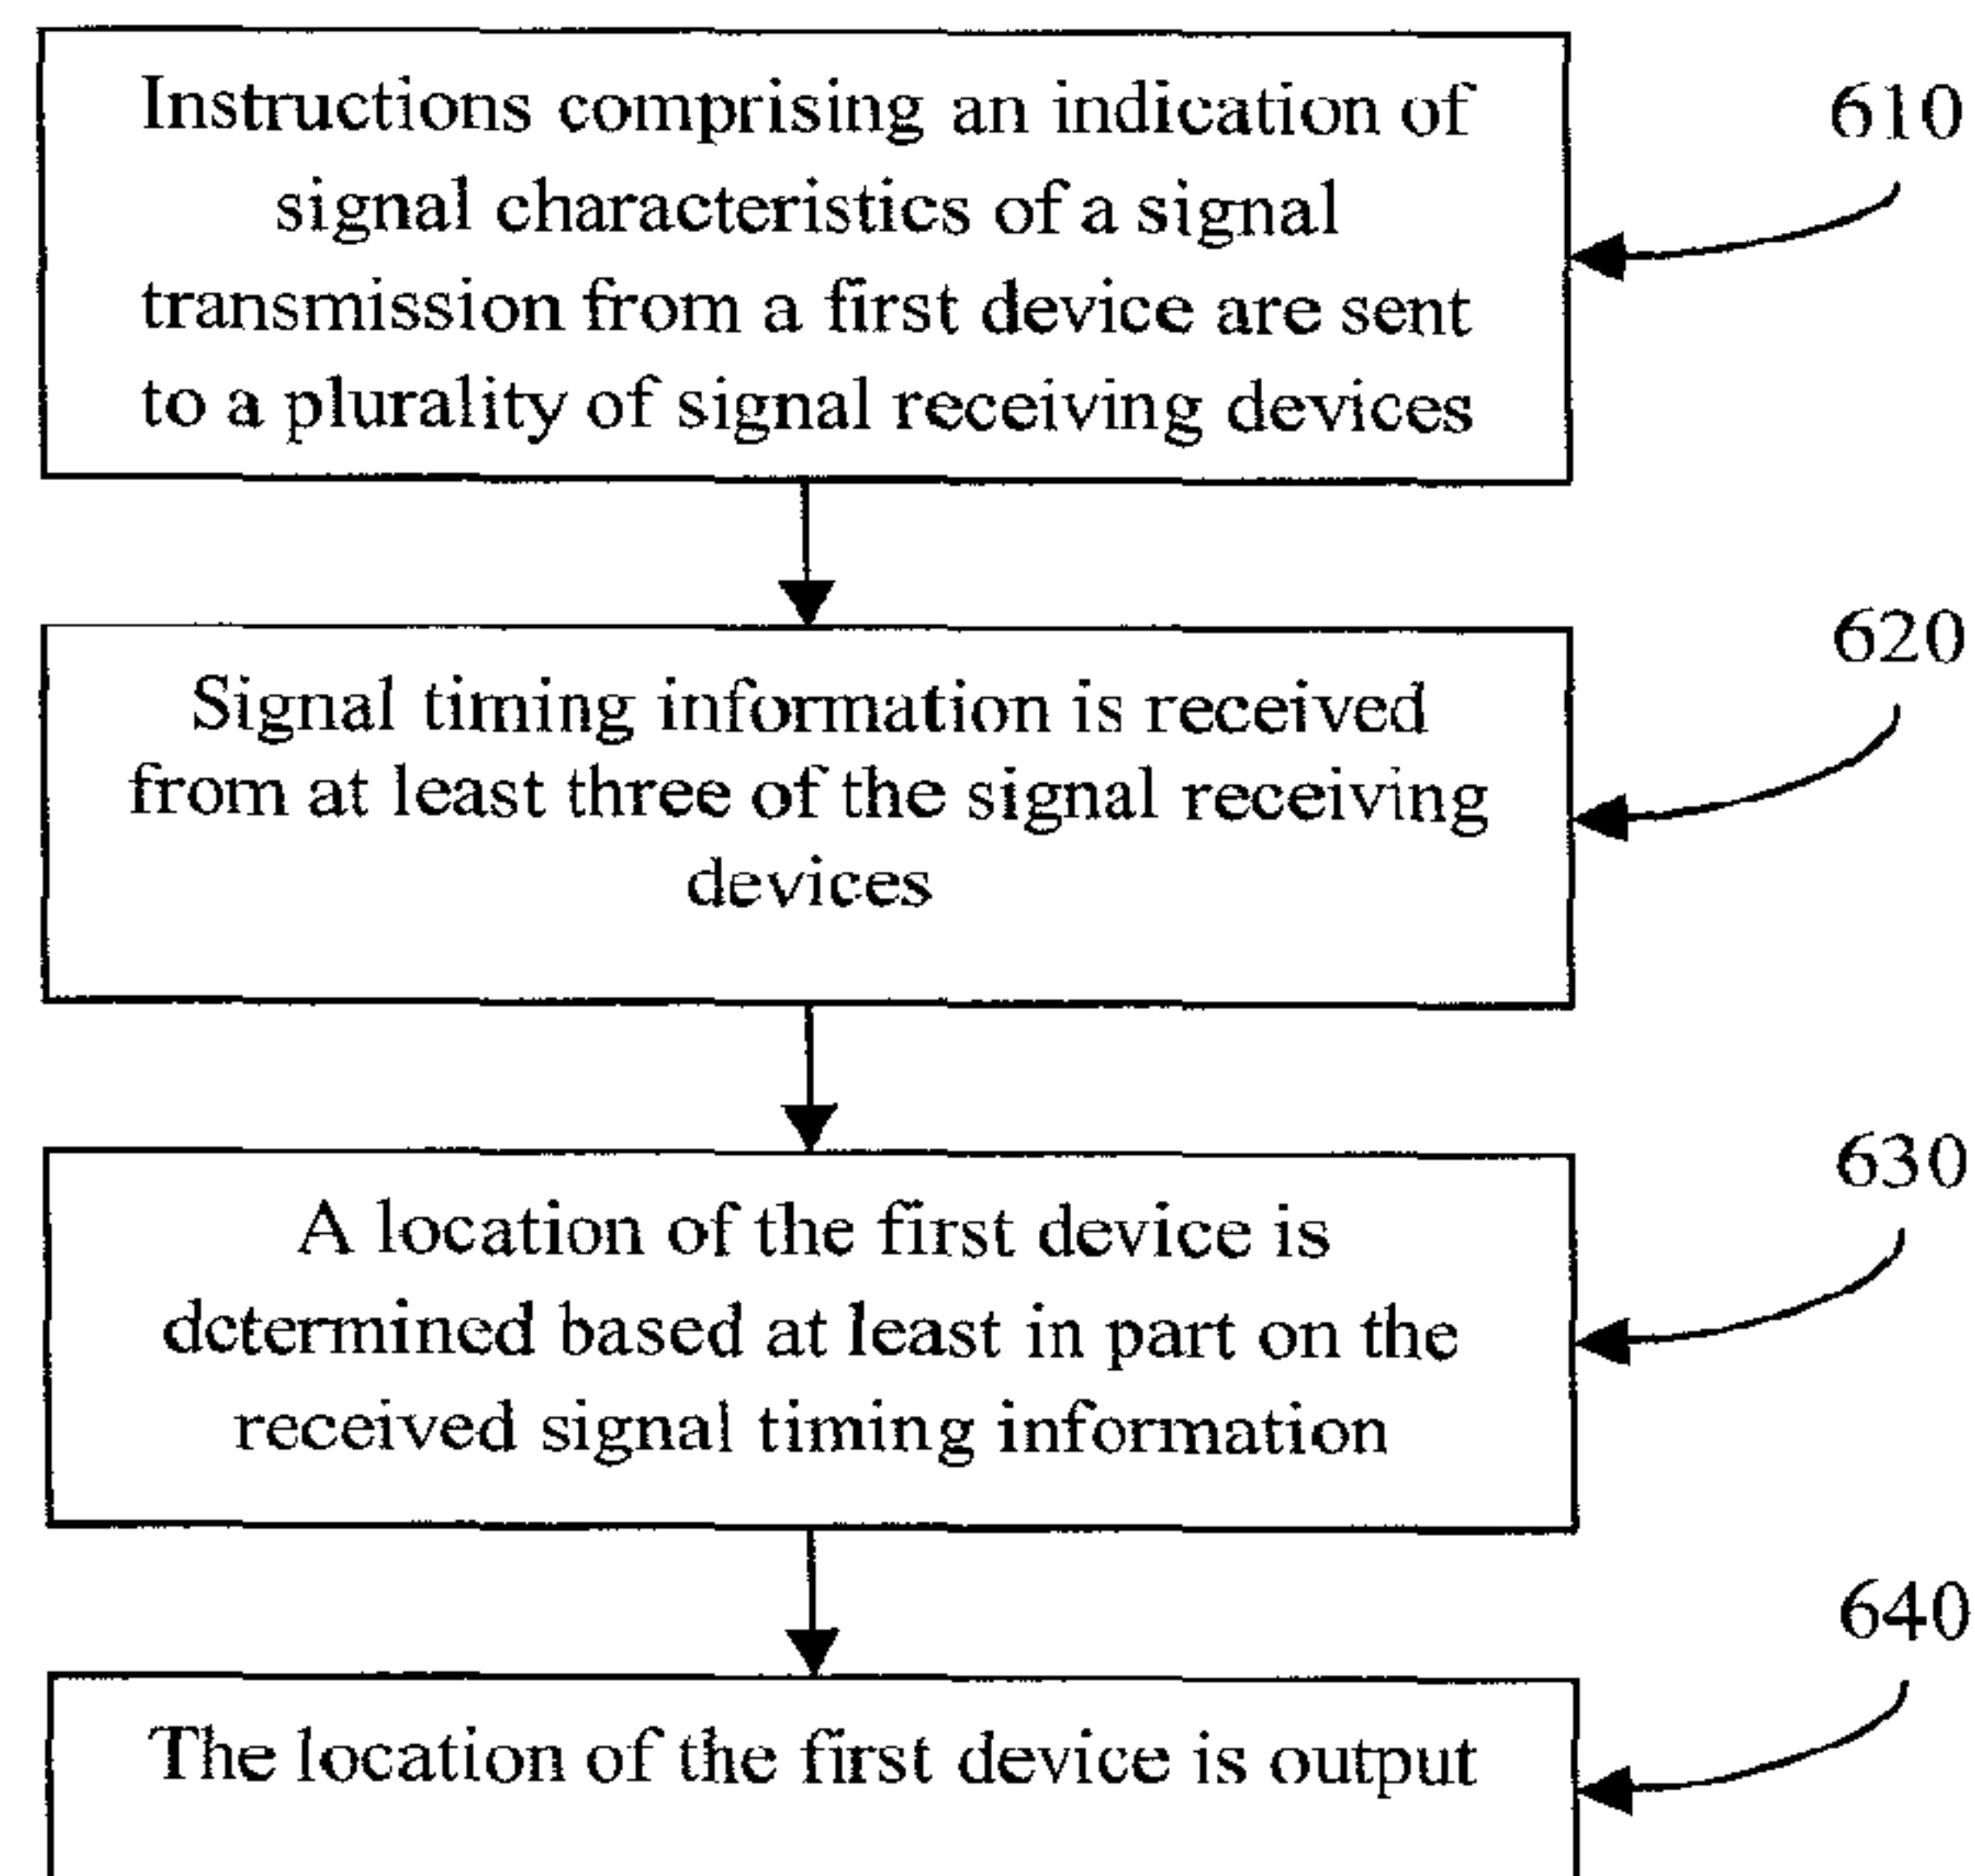 Instructions comprising an indication of
610
signal characteristics of a signal
transmission from a first device are sent
to a plurality of signal receiving devices
620
Signal timing information is received
from at least three of the signal receiving
devices
630
A location of the first device is
determined based at least in part on the
received signal timing information
640
The location of the first device is output